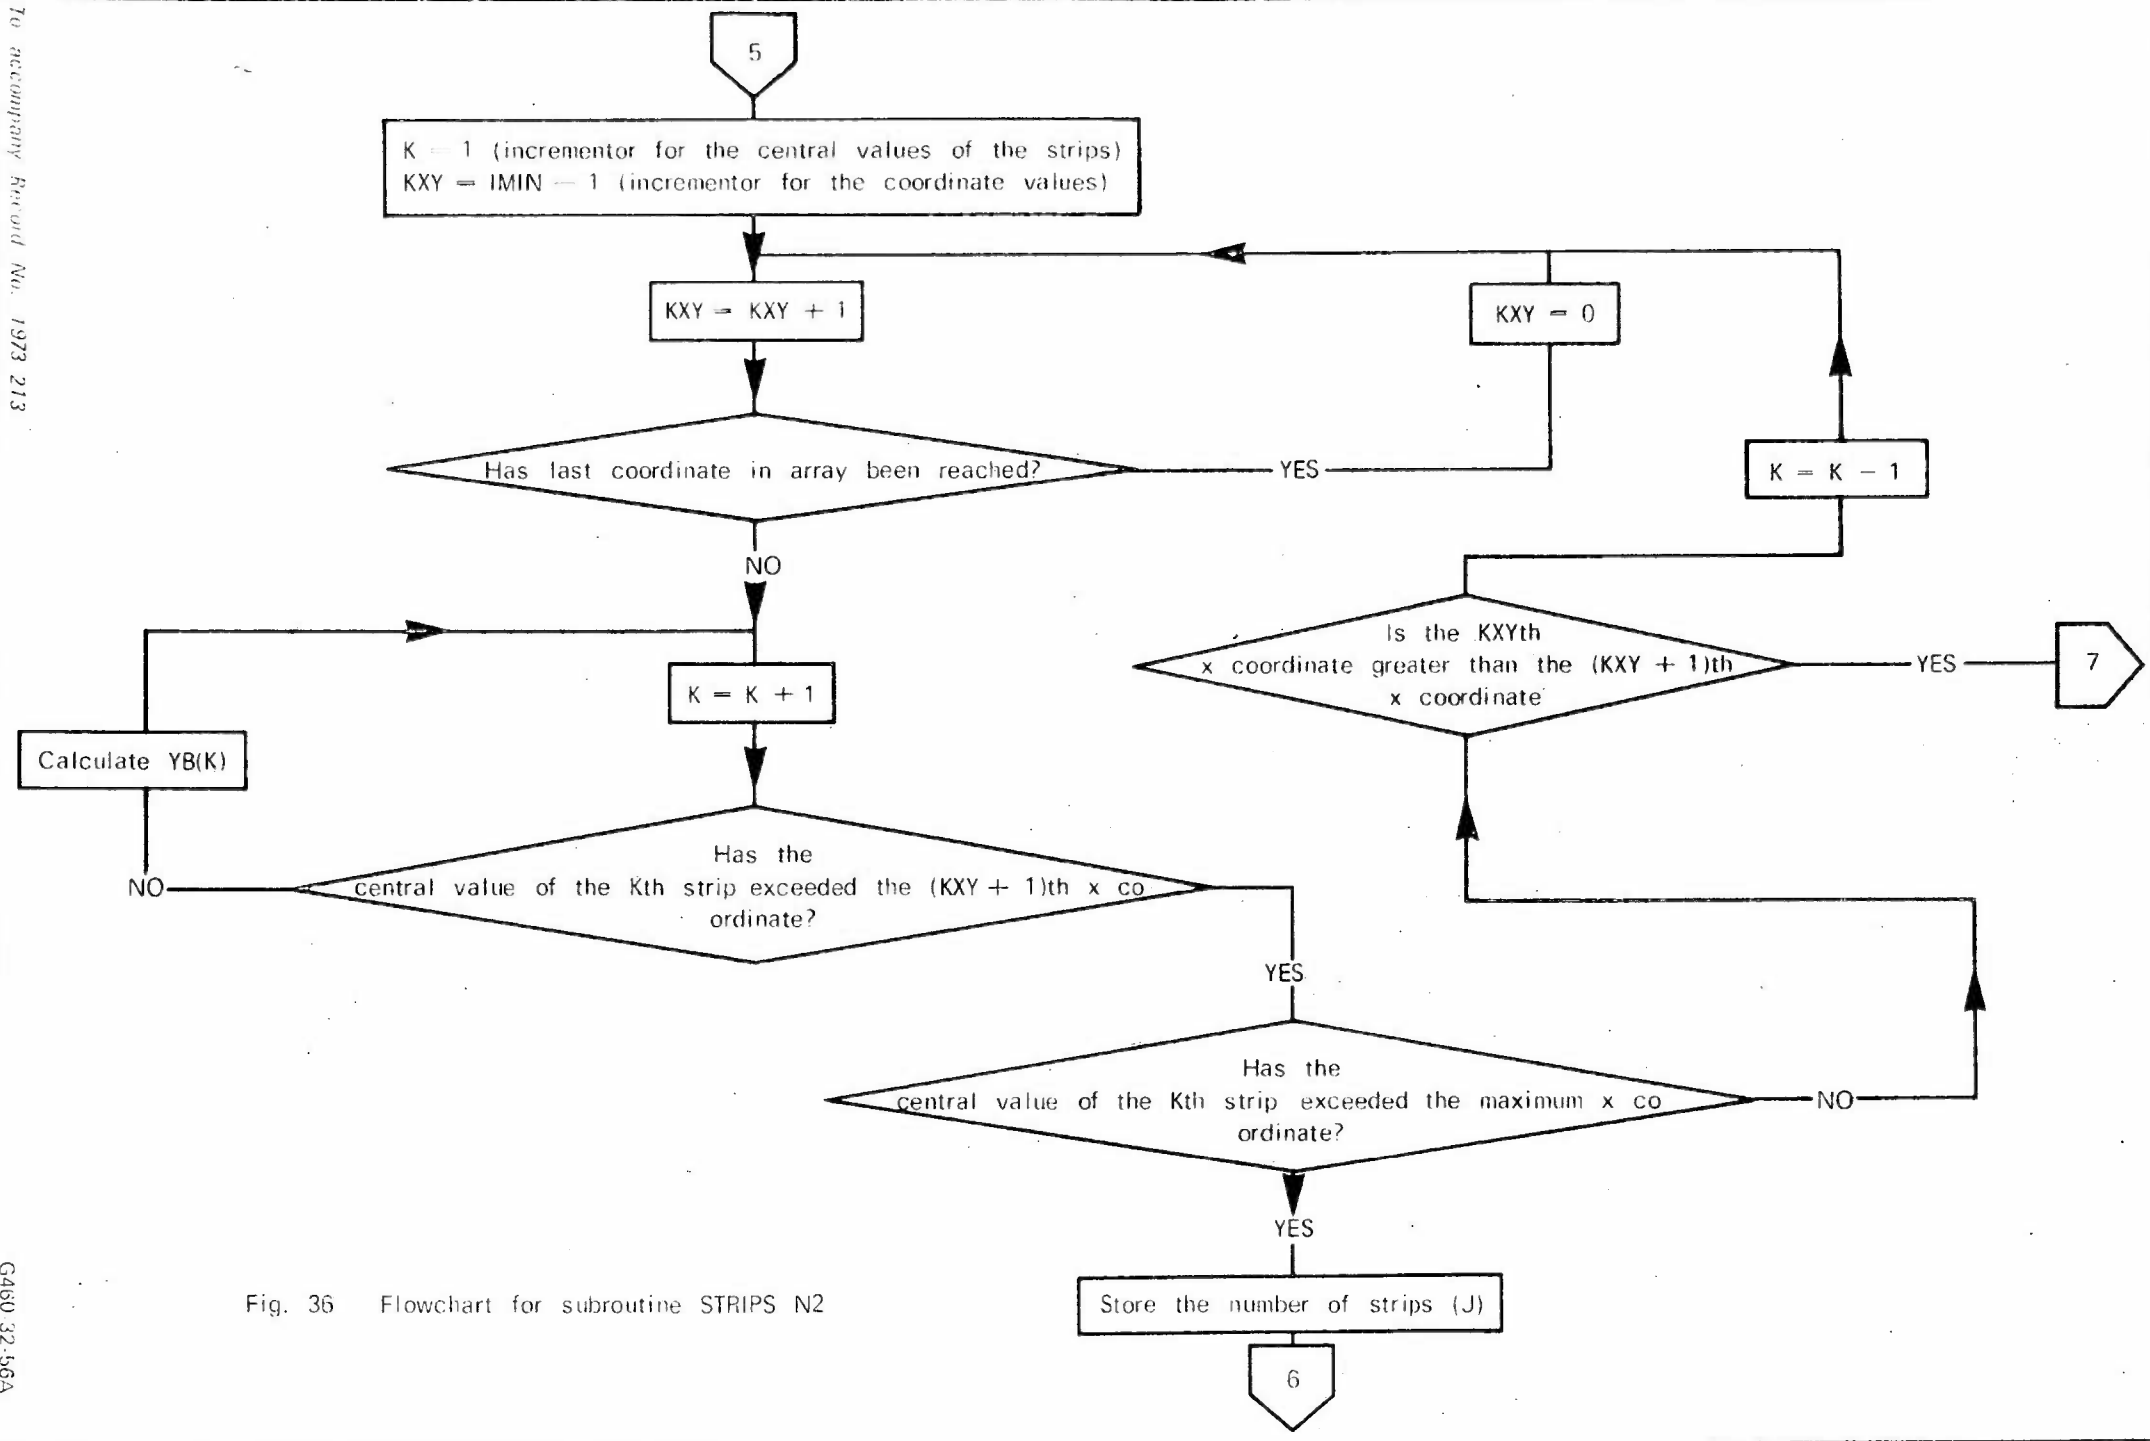 To accompany Record No. 1973 213
5
K = 1 (incrementor for the central values of the strips)
KXY = IMIN - 1 (incrementor for the coordinate values)
KXY = KXY + 1
KXY = 0
Has last coordinate in array been reached?
YES
K = K - 1
NO
Is the KXYth
x coordinate greater than the (KXY + 1)th
x coordinate
YES
7
K = K + 1
Calculate YB(K)
Has the
central value of the Kth strip exceeded the (KXY + 1)th x co
ordinate?
NO
YES
Has the
central value of the Kth strip exceeded the maximum x co
ordinate?
NO
YES
Store the number of strips (J)
6
Fig. 36 Flowchart for subroutine STRIPS N2
G460·32·56A